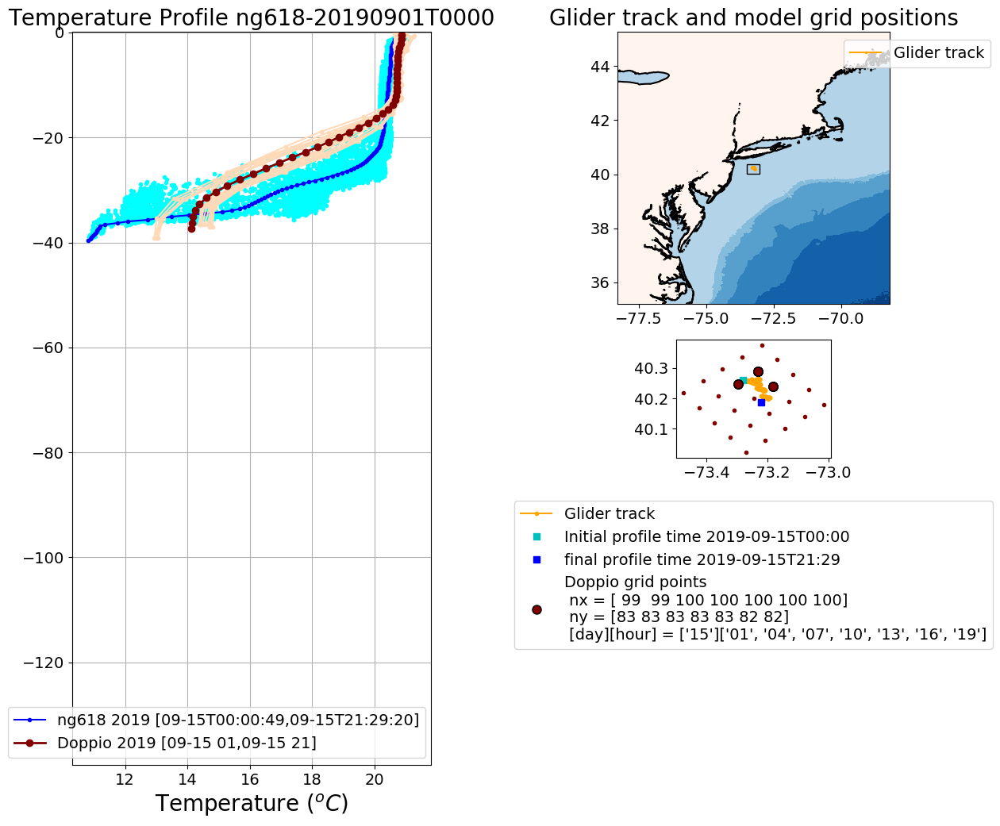 Temperature Profile ng618-20190901T0000
0
−20
−40
−60
−80
−100
−120
12 14 16 18 20
Temperature (°C)
ng618 2019 [09-15T00:00:49,09-15T21:29:20]
Doppio 2019 [09-15 01,09-15 21]
Glider track and model grid positions
Glider track
44
42
40
38
36
−77.5 −75.0 −72.5 −70.0
40.3
40.2
40.1
−73.4 −73.2 −73.0
Glider track
Initial profile time 2019-09-15T00:00
final profile time 2019-09-15T21:29
Doppio grid points
nx = [ 99  99 100 100 100 100 100]
ny = [83 83 83 83 83 82 82]
[day][hour] = ['15']['01', '04', '07', '10', '13', '16', '19']